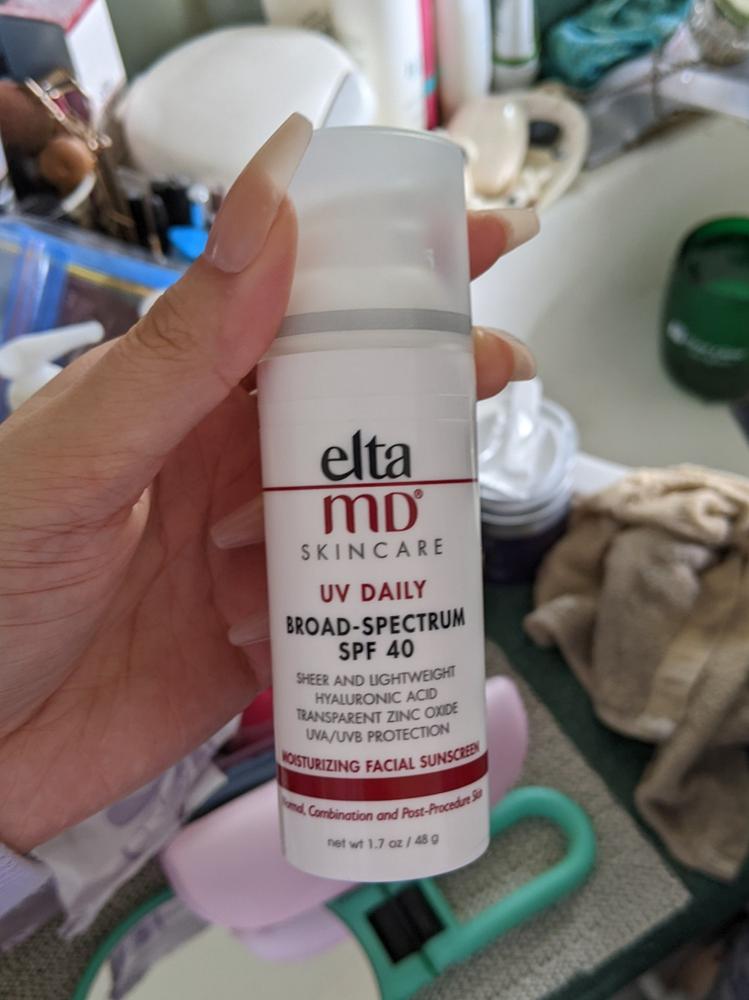 elta
MD®
SKINCARE
UV DAILY
BROAD-SPECTRUM
SPF 40
SHEER AND LIGHTWEIGHT
HYALURONIC ACID
TRANSPARENT ZINC OXIDE
UVA/UVB PROTECTION
MOISTURIZING FACIAL SUNSCREEN
Normal, Combination and Post-Procedure Skin
net wt 1.7 oz / 48 g